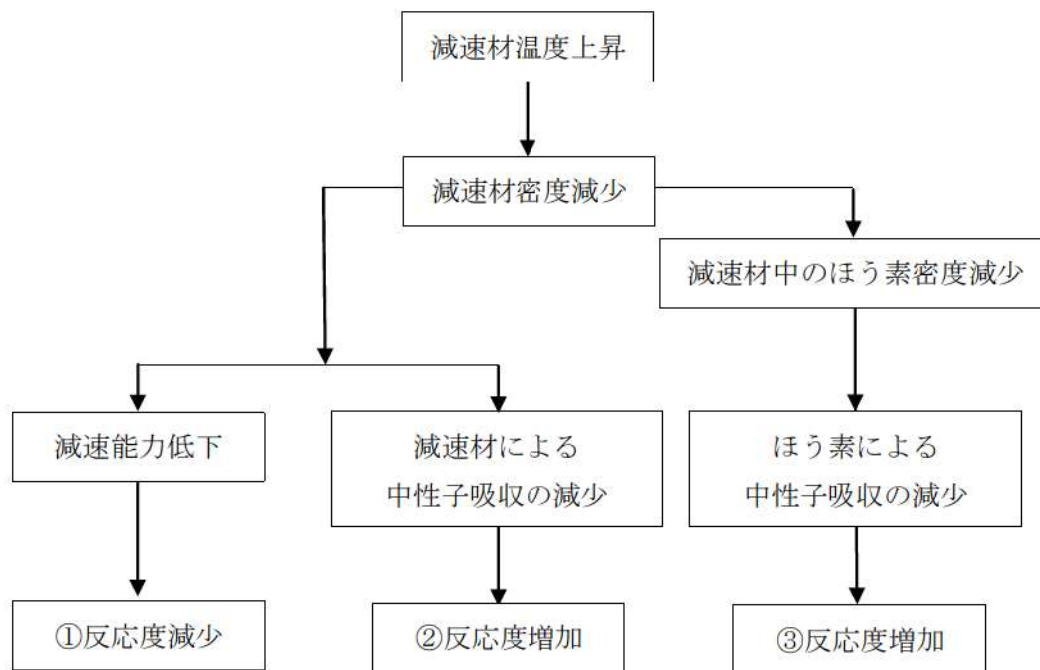 減速材温度上昇
減速材密度減少
減速材中のほう素密度減少
減速能力低下
減速材による
中性子吸収の減少
ほう素による
中性子吸収の減少
①反応度減少
②反応度増加
③反応度増加